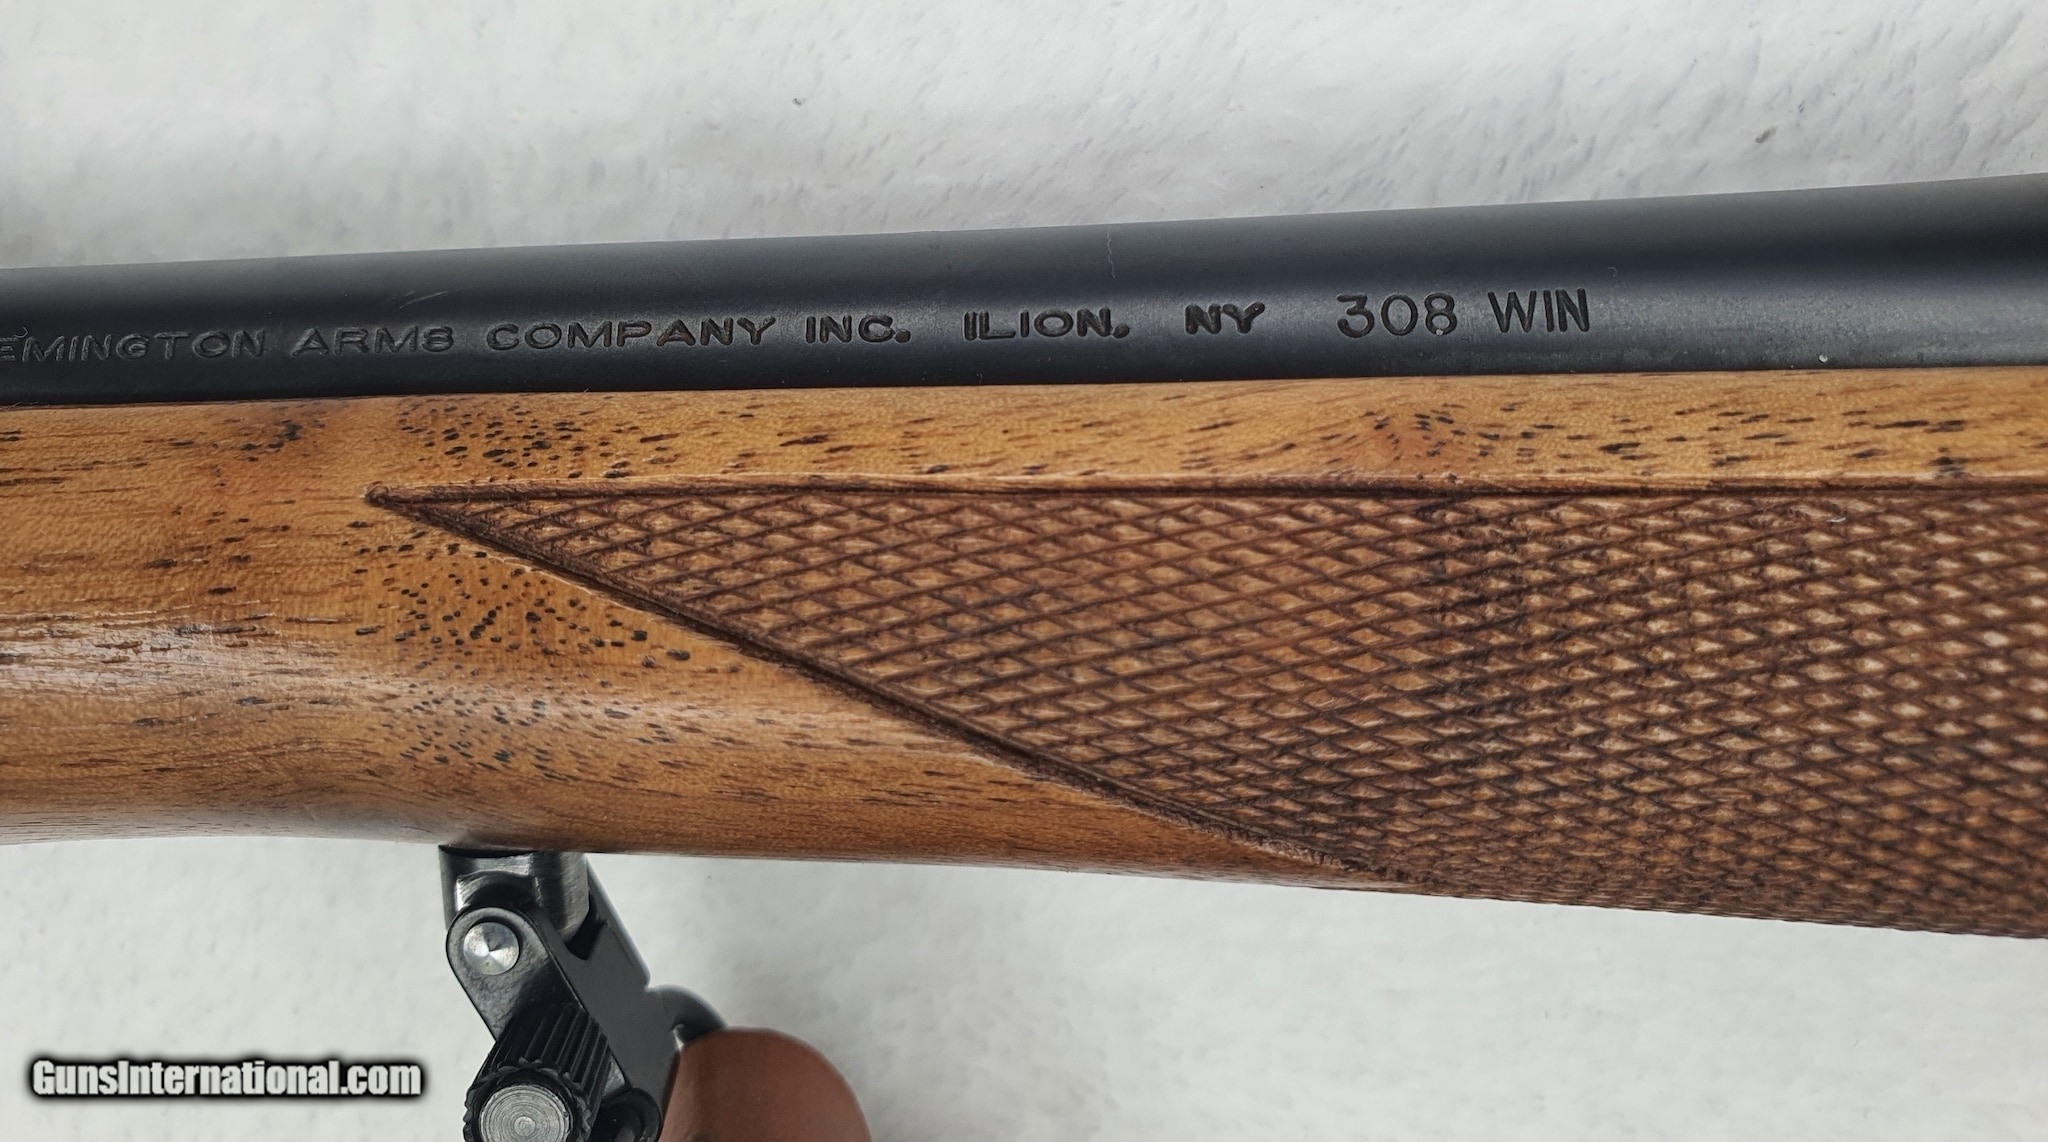 EMINGTON ARMS COMPANY INC. ILION, NY 308 WIN
GunsInternational.com